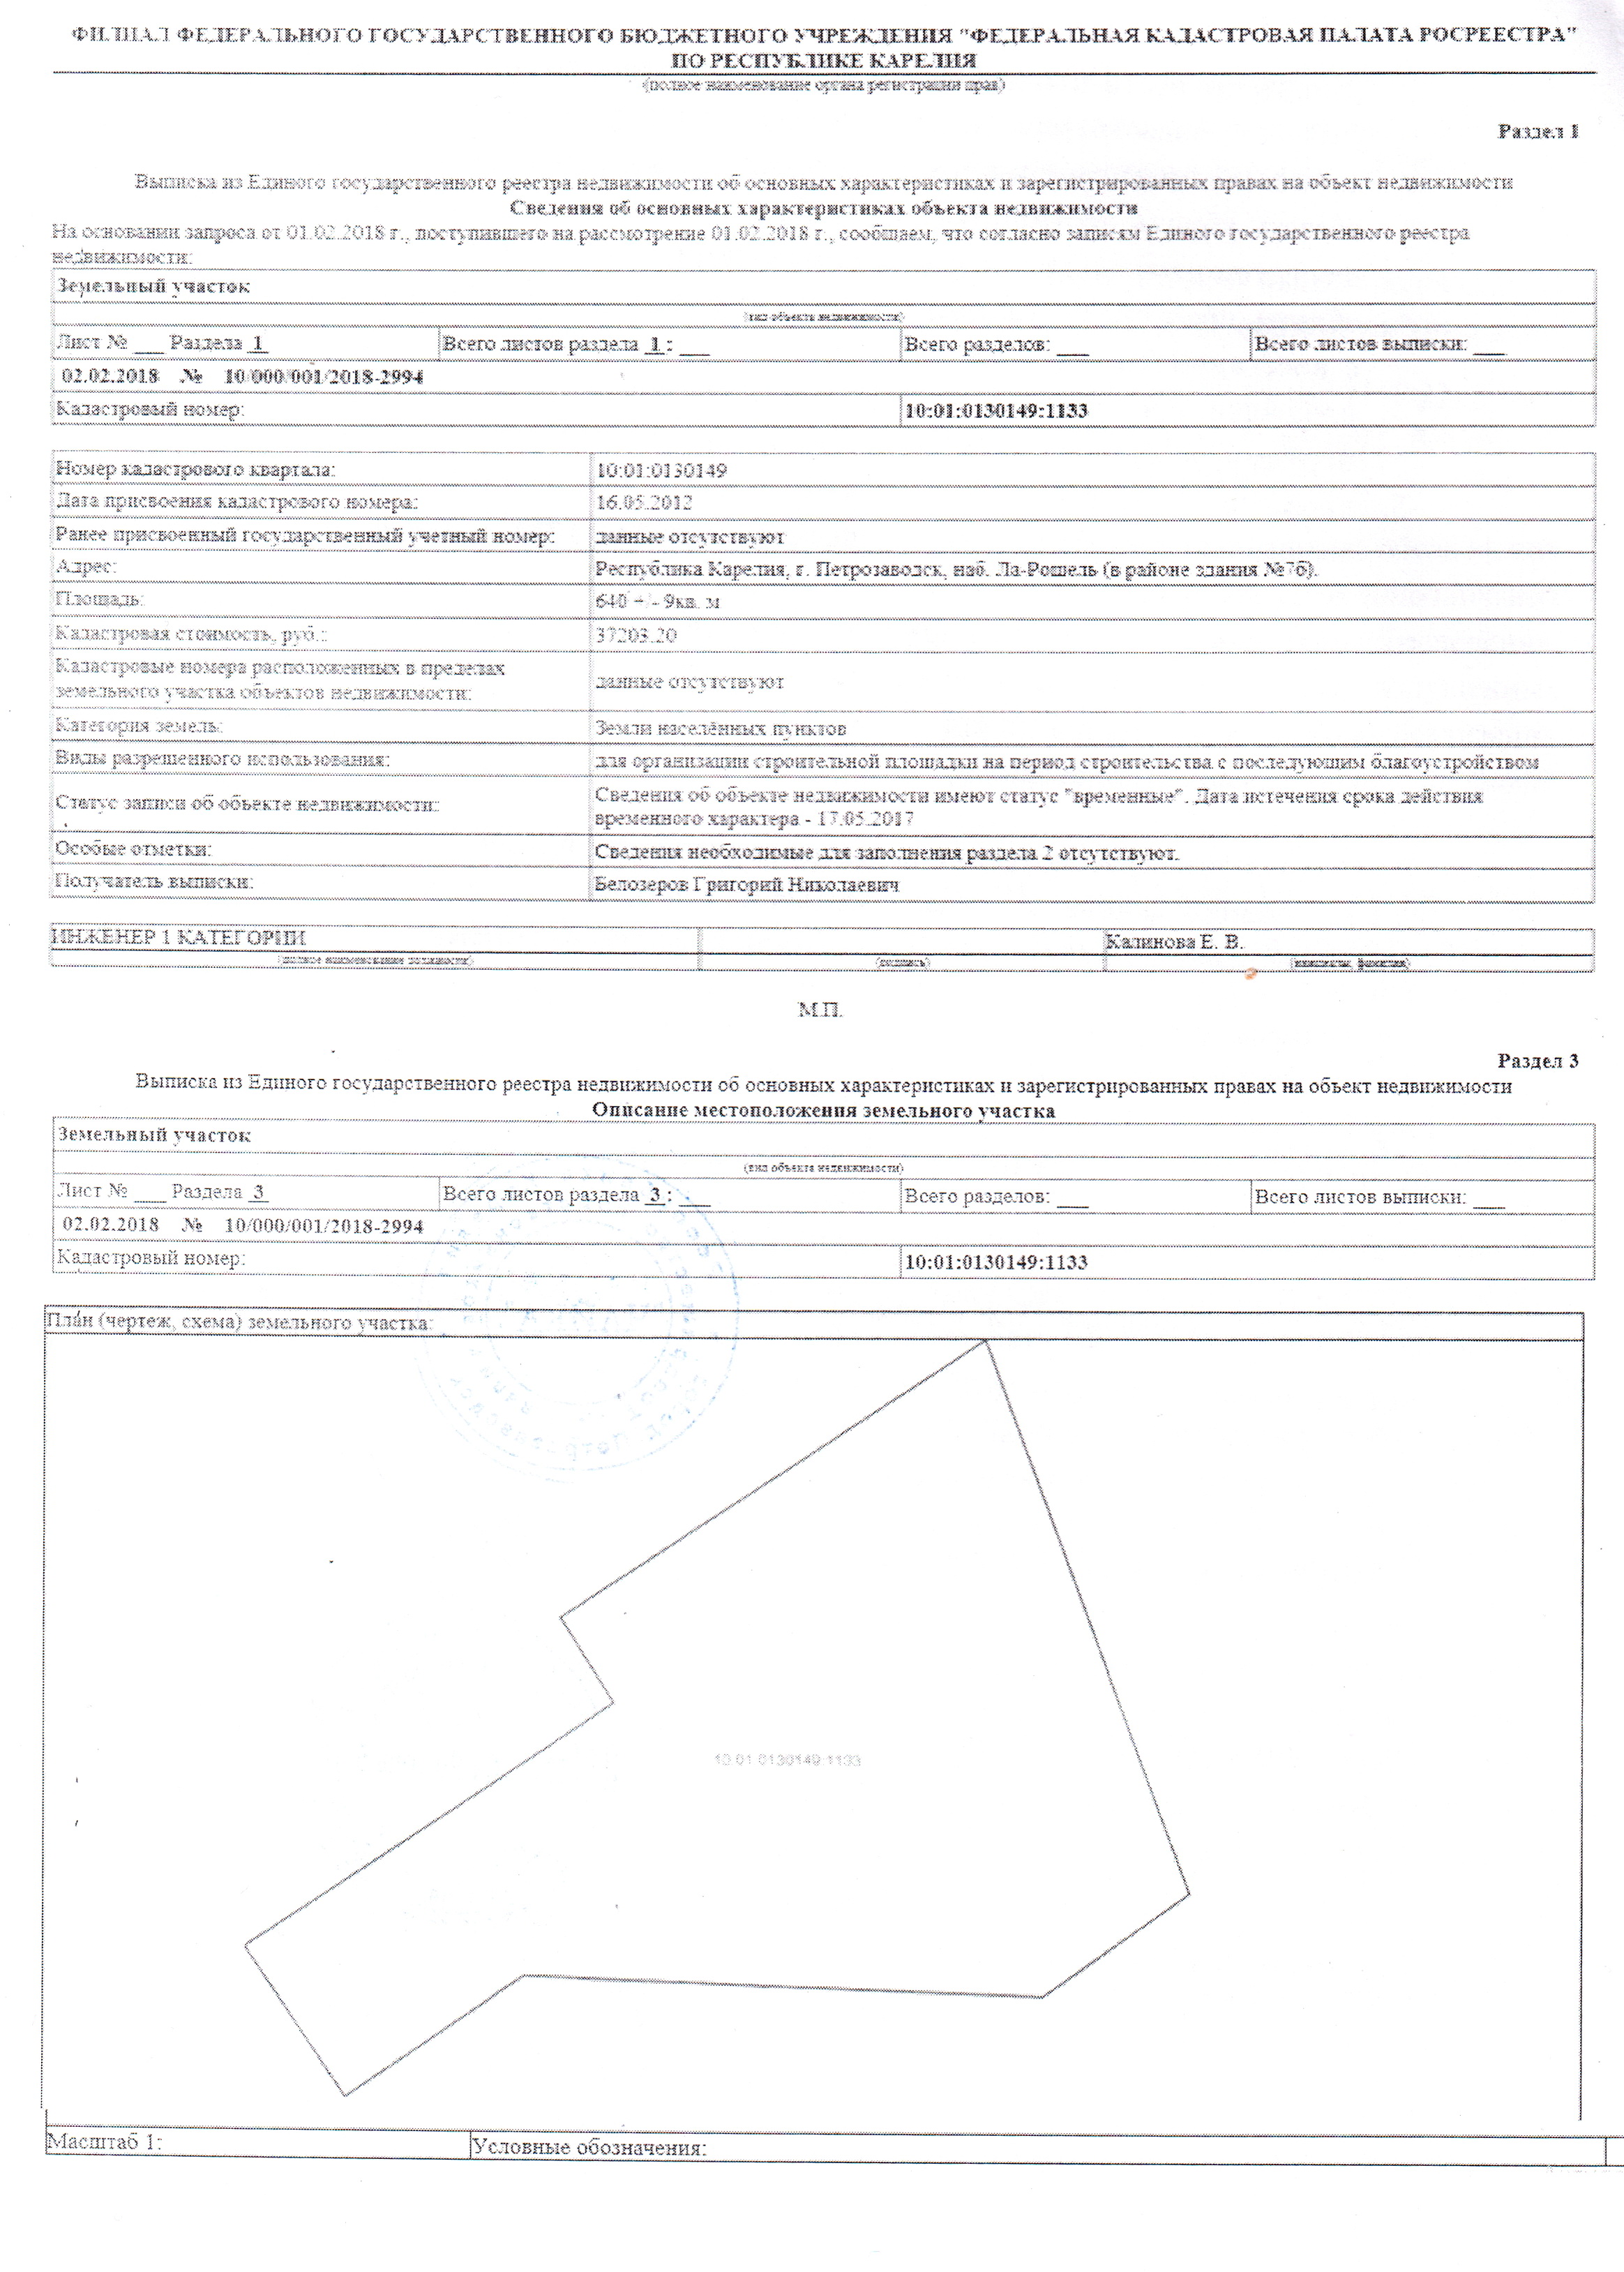 ФИЛИАЛ ФЕДЕРАЛЬНОГО ГОСУДАРСТВЕННОГО БЮДЖЕТНОГО УЧРЕЖДЕНИЯ "ФЕДЕРАЛЬНАЯ КАДАСТРОВАЯ ПАЛАТА РОСРЕЕСТРА"
ПО РЕСПУБЛИКЕ КАРЕЛИЯ
(полное наименование органа регистрации прав)
Раздел 1
Выписка из Единого государственного реестра недвижимости об основных характеристиках и зарегистрированных правах на объект недвижимости
Сведения об основных характеристиках объекта недвижимости
На основании запроса от 01.02.2018 г., поступившего на рассмотрение 01.02.2018 г., сообщаем, что согласно записям Единого государственного реестра
недвижимости:
Земельный участок
(вид объекта недвижимости)
Лист № ___ Раздела 1 Всего листов раздела 1 : ___ Всего разделов: ___ Всего листов выписки: ___
02.02.2018 № 10/000/001/2018-2994
Кадастровый номер: 10:01:0130149:1133
Номер кадастрового квартала: 10:01:0130149
Дата присвоения кадастрового номера: 16.05.2012
Ранее присвоенный государственный учетный номер: данные отсутствуют
Адрес: Республика Карелия, г. Петрозаводск, наб. Ла-Рошель (в районе здания №7б).
Площадь: 640 +/- 9кв. м
Кадастровая стоимость, руб.: 37203.20
Кадастровые номера расположенных в пределах
земельного участка объектов недвижимости: данные отсутствуют
Категория земель: Земли населённых пунктов
Виды разрешенного использования: для организации строительной площадки на период строительства с последующим благоустройством
Статус записи об объекте недвижимости: Сведения об объекте недвижимости имеют статус "временные". Дата истечения срока действия
временного характера - 17.05.2017
Особые отметки: Сведения необходимые для заполнения раздела 2 отсутствуют.
Получатель выписки: Белозеров Григорий Николаевич
ИНЖЕНЕР 1 КАТЕГОРИИ Калинова Е. В.
(полное наименование должности) (подпись) (инициалы, фамилия)
М.П.
Раздел 3
Выписка из Единого государственного реестра недвижимости об основных характеристиках и зарегистрированных правах на объект недвижимости
Описание местоположения земельного участка
Земельный участок
(вид объекта недвижимости)
Лист № ___ Раздела 3 Всего листов раздела 3 : ___ Всего разделов: ___ Всего листов выписки: ___
02.02.2018 № 10/000/001/2018-2994
Кадастровый номер: 10:01:0130149:1133
План (чертеж, схема) земельного участка:
10:01:0130149:1133
Масштаб 1: Условные обозначения: